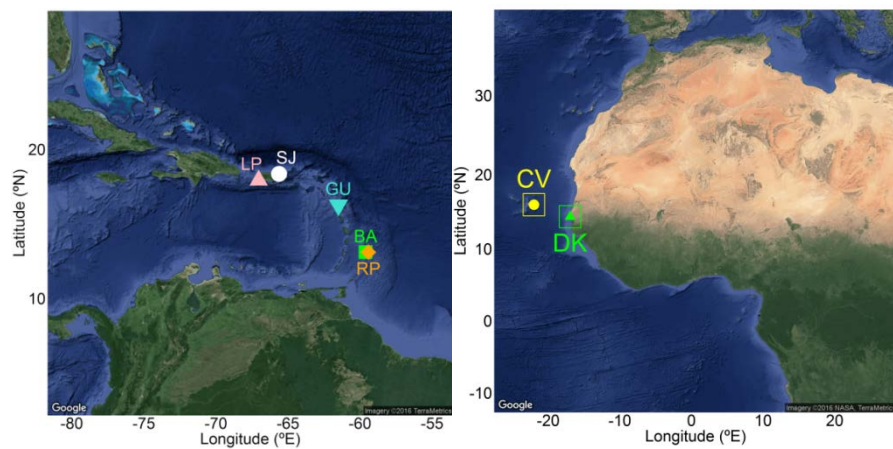 20
10
Latitude (ºN)
LP
SJ
GU
BA
RP
Google
Imagery ©2016 TerraMetrics
-80
-75
-70
-65
-60
-55
Longitude (ºE)
30
20
10
0
-10
Latitude (ºN)
CV
DK
Google
Imagery ©2016 NASA, TerraMetrics
-20
-10
0
10
20
Longitude (ºE)